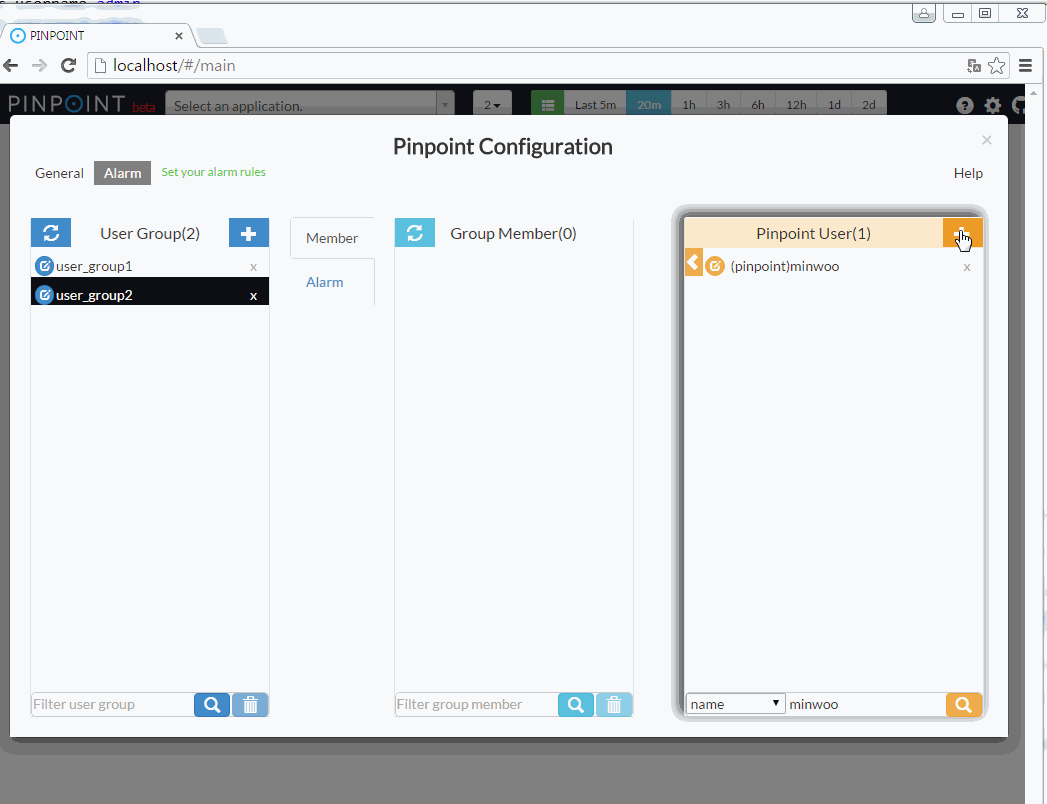 username admin
PINPOINT
localhost/#/main
PINPOINT beta
Select an application.
2
Last 5m
20m
1h
3h
6h
12h
1d
2d
Pinpoint Configuration
×
General
Alarm
Set your alarm rules
Help
User Group(2)
Member
Group Member(0)
Pinpoint User(1)
user_group1
x
(pinpoint)minwoo
x
Alarm
user_group2
x
Filter user group
Filter group member
name
minwoo